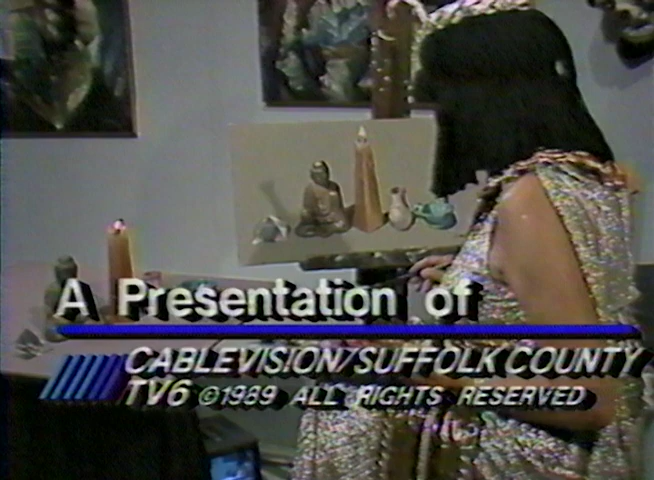 A Presentation of
CABLEVISION/SUFFOLK COUNTY
TV6 ©1989 ALL RIGHTS RESERVED